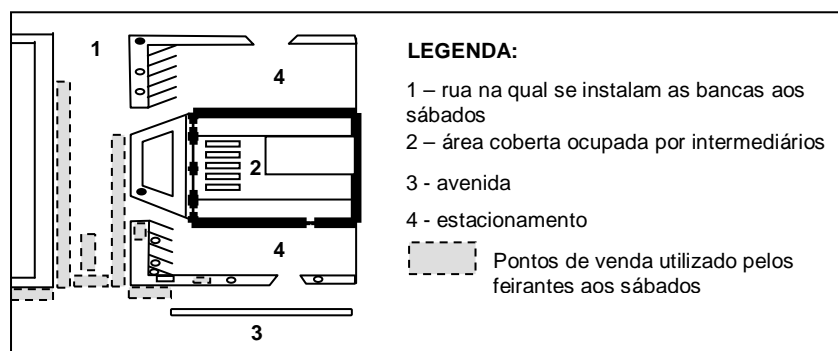 1
4
2
4
3
LEGENDA:
1 – rua na qual se instalam as bancas aos
sábados
2 – área coberta ocupada por intermediários
3 - avenida
4 - estacionamento
Pontos de venda utilizado pelos
feirantes aos sábados